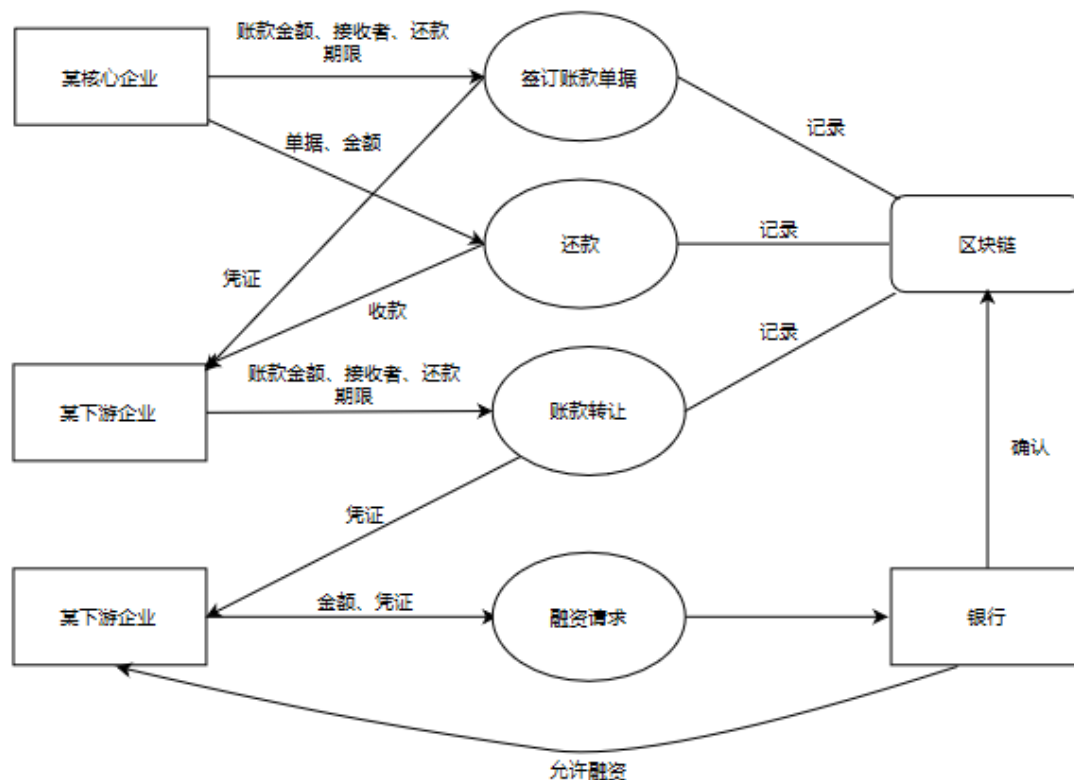 账款金额、接收者、还款
期限
某核心企业
签订账款单据
记录
单据、金额
还款
记录
区块链
凭证
收款
记录
账款金额、接收者、还款
期限
某下游企业
账款转让
确认
凭证
某下游企业
金额、凭证
融资请求
银行
允许融资